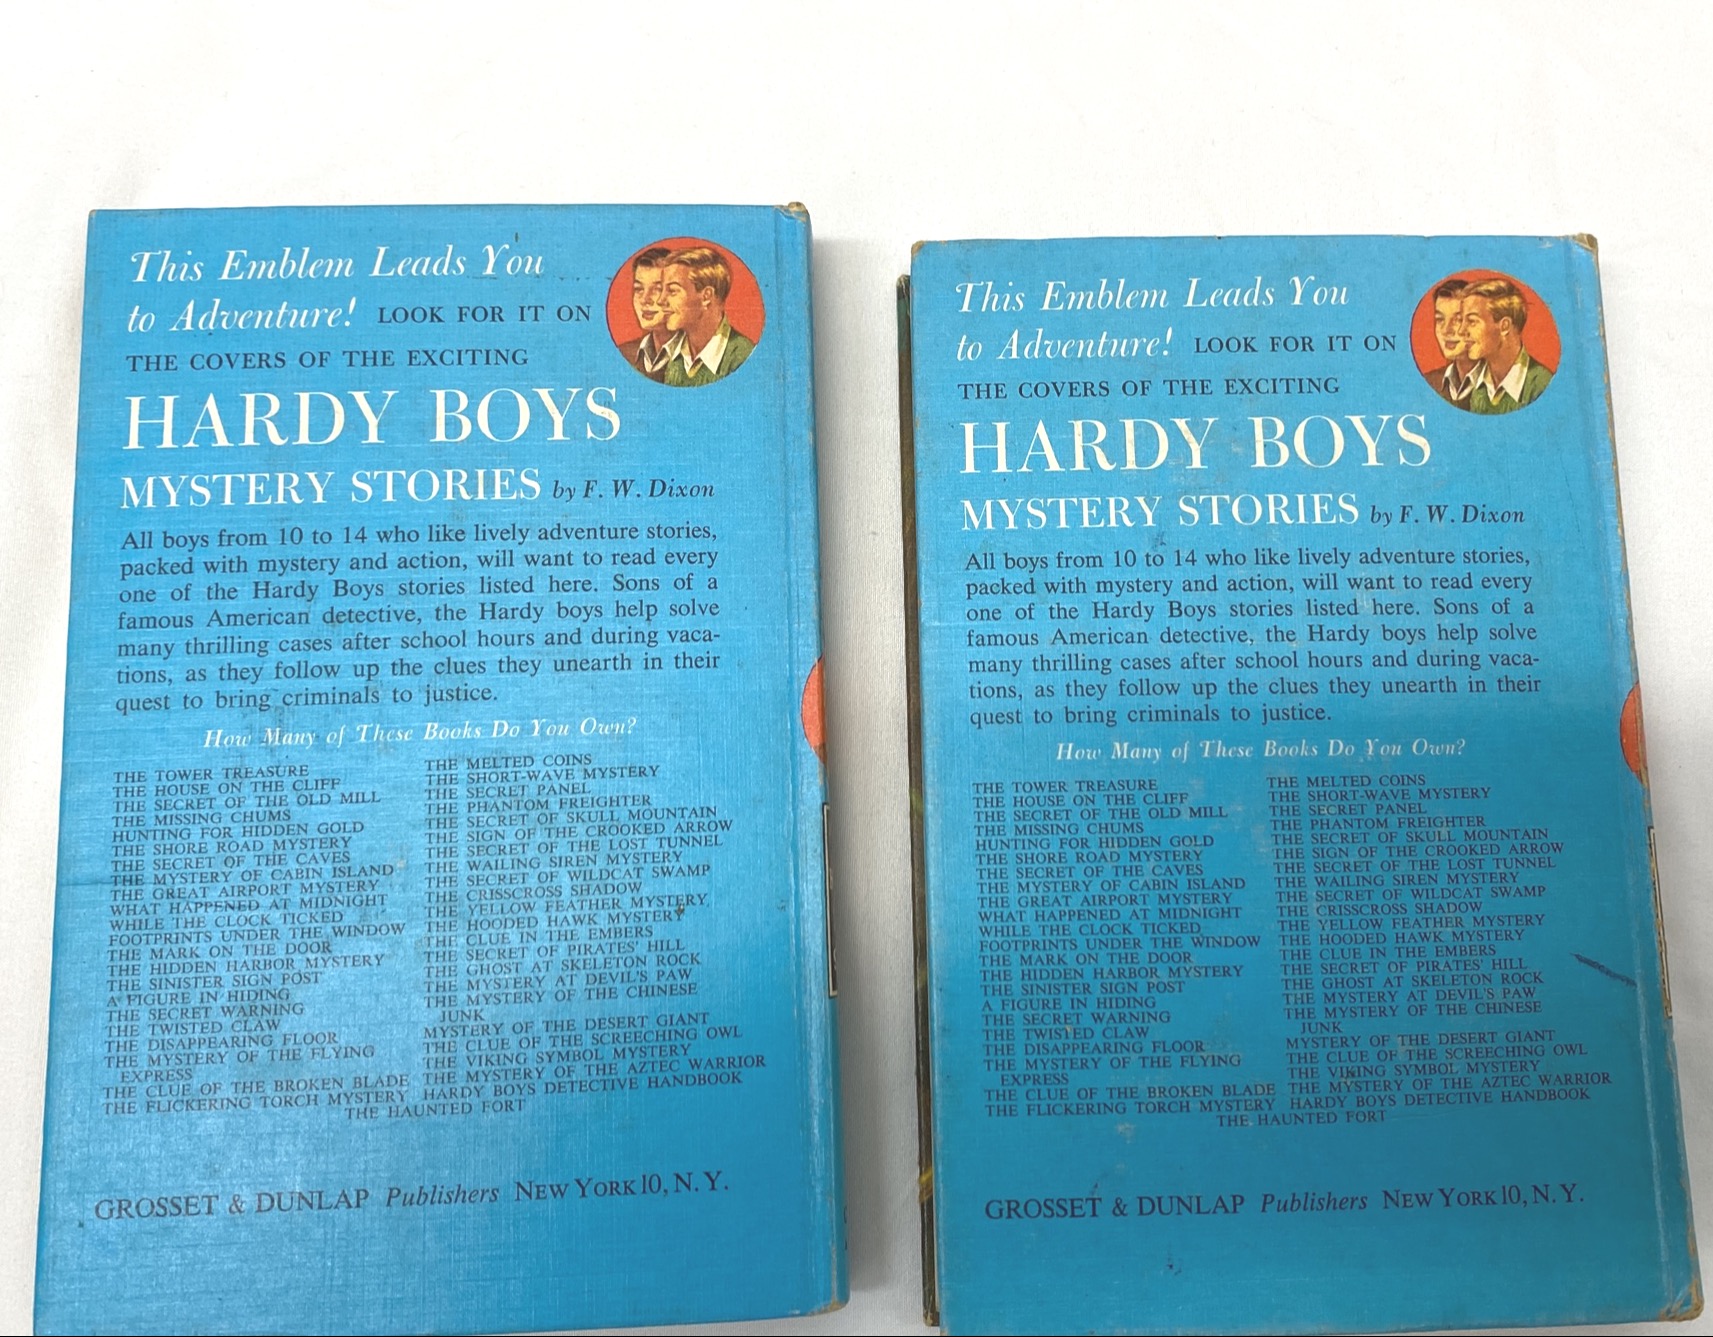 This Emblem Leads You
to Adventure! LOOK FOR IT ON
THE COVERS OF THE EXCITING
HARDY BOYS
MYSTERY STORIES by F. W. Dixon
All boys from 10 to 14 who like lively adventure stories,
packed with mystery and action, will want to read every
one of the Hardy Boys stories listed here. Sons of a
famous American detective, the Hardy boys help solve
many thrilling cases after school hours and during vaca-
tions, as they follow up the clues they unearth in their
quest to bring criminals to justice.
How Many of These Books Do You Own?
THE TOWER TREASURE
THE HOUSE ON THE CLIFF
THE SECRET OF THE OLD MILL
THE MISSING CHUMS
HUNTING FOR HIDDEN GOLD
THE SHORE ROAD MYSTERY
THE SECRET OF THE CAVES
THE MYSTERY OF CABIN ISLAND
THE GREAT AIRPORT MYSTERY
WHAT HAPPENED AT MIDNIGHT
WHILE THE CLOCK TICKED
FOOTPRINTS UNDER THE WINDOW
THE MARK ON THE DOOR
THE HIDDEN HARBOR MYSTERY
THE SINISTER SIGN POST
A FIGURE IN HIDING
THE SECRET WARNING
THE TWISTED CLAW
THE DISAPPEARING FLOOR
THE MYSTERY OF THE FLYING
EXPRESS
THE CLUE OF THE BROKEN BLADE
THE FLICKERING TORCH MYSTERY
THE MELTED COINS
THE SHORT-WAVE MYSTERY
THE SECRET PANEL
THE PHANTOM FREIGHTER
THE SECRET OF SKULL MOUNTAIN
THE SIGN OF THE CROOKED ARROW
THE SECRET OF THE LOST TUNNEL
THE WAILING SIREN MYSTERY
THE SECRET OF WILDCAT SWAMP
THE CRISSCROSS SHADOW
THE YELLOW FEATHER MYSTERY
THE HOODED HAWK MYSTERY
THE CLUE IN THE EMBERS
THE SECRET OF PIRATES' HILL
THE GHOST AT SKELETON ROCK
THE MYSTERY AT DEVIL'S PAW
THE MYSTERY OF THE CHINESE
JUNK
MYSTERY OF THE DESERT GIANT
THE CLUE OF THE SCREECHING OWL
THE VIKING SYMBOL MYSTERY
THE MYSTERY OF THE AZTEC WARRIOR
HARDY BOYS DETECTIVE HANDBOOK
THE HAUNTED FORT
GROSSET & DUNLAP Publishers NEW YORK 10, N. Y.
This Emblem Leads You
to Adventure! LOOK FOR IT ON
THE COVERS OF THE EXCITING
HARDY BOYS
MYSTERY STORIES by F. W. Dixon
All boys from 10 to 14 who like lively adventure stories,
packed with mystery and action, will want to read every
one of the Hardy Boys stories listed here. Sons of a
famous American detective, the Hardy boys help solve
many thrilling cases after school hours and during vaca-
tions, as they follow up the clues they unearth in their
quest to bring criminals to justice.
How Many of These Books Do You Own?
THE TOWER TREASURE
THE HOUSE ON THE CLIFF
THE SECRET OF THE OLD MILL
THE MISSING CHUMS
HUNTING FOR HIDDEN GOLD
THE SHORE ROAD MYSTERY
THE SECRET OF THE CAVES
THE MYSTERY OF CABIN ISLAND
THE GREAT AIRPORT MYSTERY
WHAT HAPPENED AT MIDNIGHT
WHILE THE CLOCK TICKED
FOOTPRINTS UNDER THE WINDOW
THE MARK ON THE DOOR
THE HIDDEN HARBOR MYSTERY
THE SINISTER SIGN POST
A FIGURE IN HIDING
THE SECRET WARNING
THE TWISTED CLAW
THE DISAPPEARING FLOOR
THE MYSTERY OF THE FLYING
EXPRESS
THE CLUE OF THE BROKEN BLADE
THE FLICKERING TORCH MYSTERY
THE MELTED COINS
THE SHORT-WAVE MYSTERY
THE SECRET PANEL
THE PHANTOM FREIGHTER
THE SECRET OF SKULL MOUNTAIN
THE SIGN OF THE CROOKED ARROW
THE SECRET OF THE LOST TUNNEL
THE WAILING SIREN MYSTERY
THE SECRET OF WILDCAT SWAMP
THE CRISSCROSS SHADOW
THE YELLOW FEATHER MYSTERY
THE HOODED HAWK MYSTERY
THE CLUE IN THE EMBERS
THE SECRET OF PIRATES' HILL
THE GHOST AT SKELETON ROCK
THE MYSTERY AT DEVIL'S PAW
THE MYSTERY OF THE CHINESE
JUNK
MYSTERY OF THE DESERT GIANT
THE CLUE OF THE SCREECHING OWL
THE VIKING SYMBOL MYSTERY
THE MYSTERY OF THE AZTEC WARRIOR
HARDY BOYS DETECTIVE HANDBOOK
THE HAUNTED FORT
GROSSET & DUNLAP Publishers NEW YORK 10, N. Y.